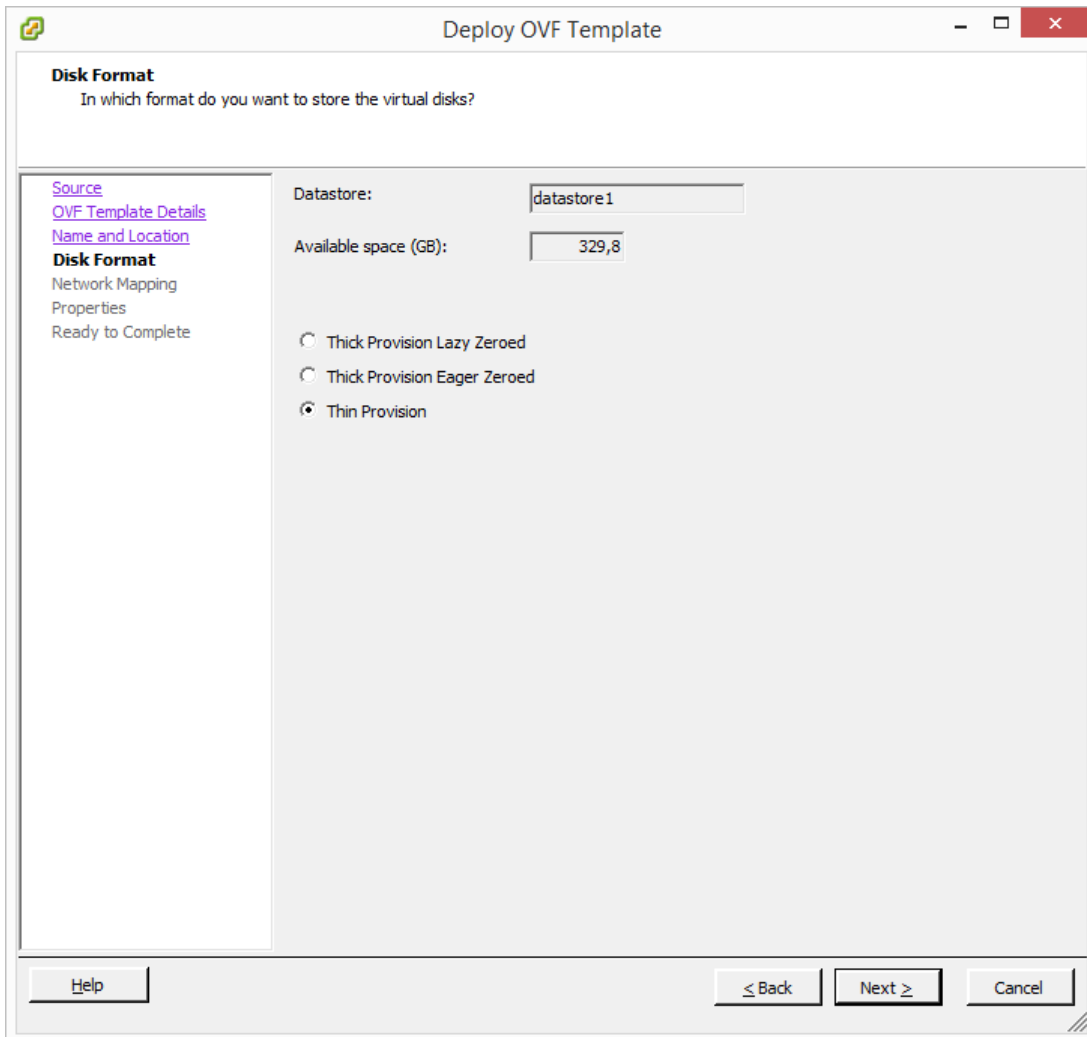 Deploy OVF Template
Disk Format
In which format do you want to store the virtual disks?
Source
OVF Template Details
Name and Location
Disk Format
Network Mapping
Properties
Ready to Complete
Datastore:
datastore1
Available space (GB):
329,8
Thick Provision Lazy Zeroed
Thick Provision Eager Zeroed
Thin Provision
Help
< Back
Next >
Cancel